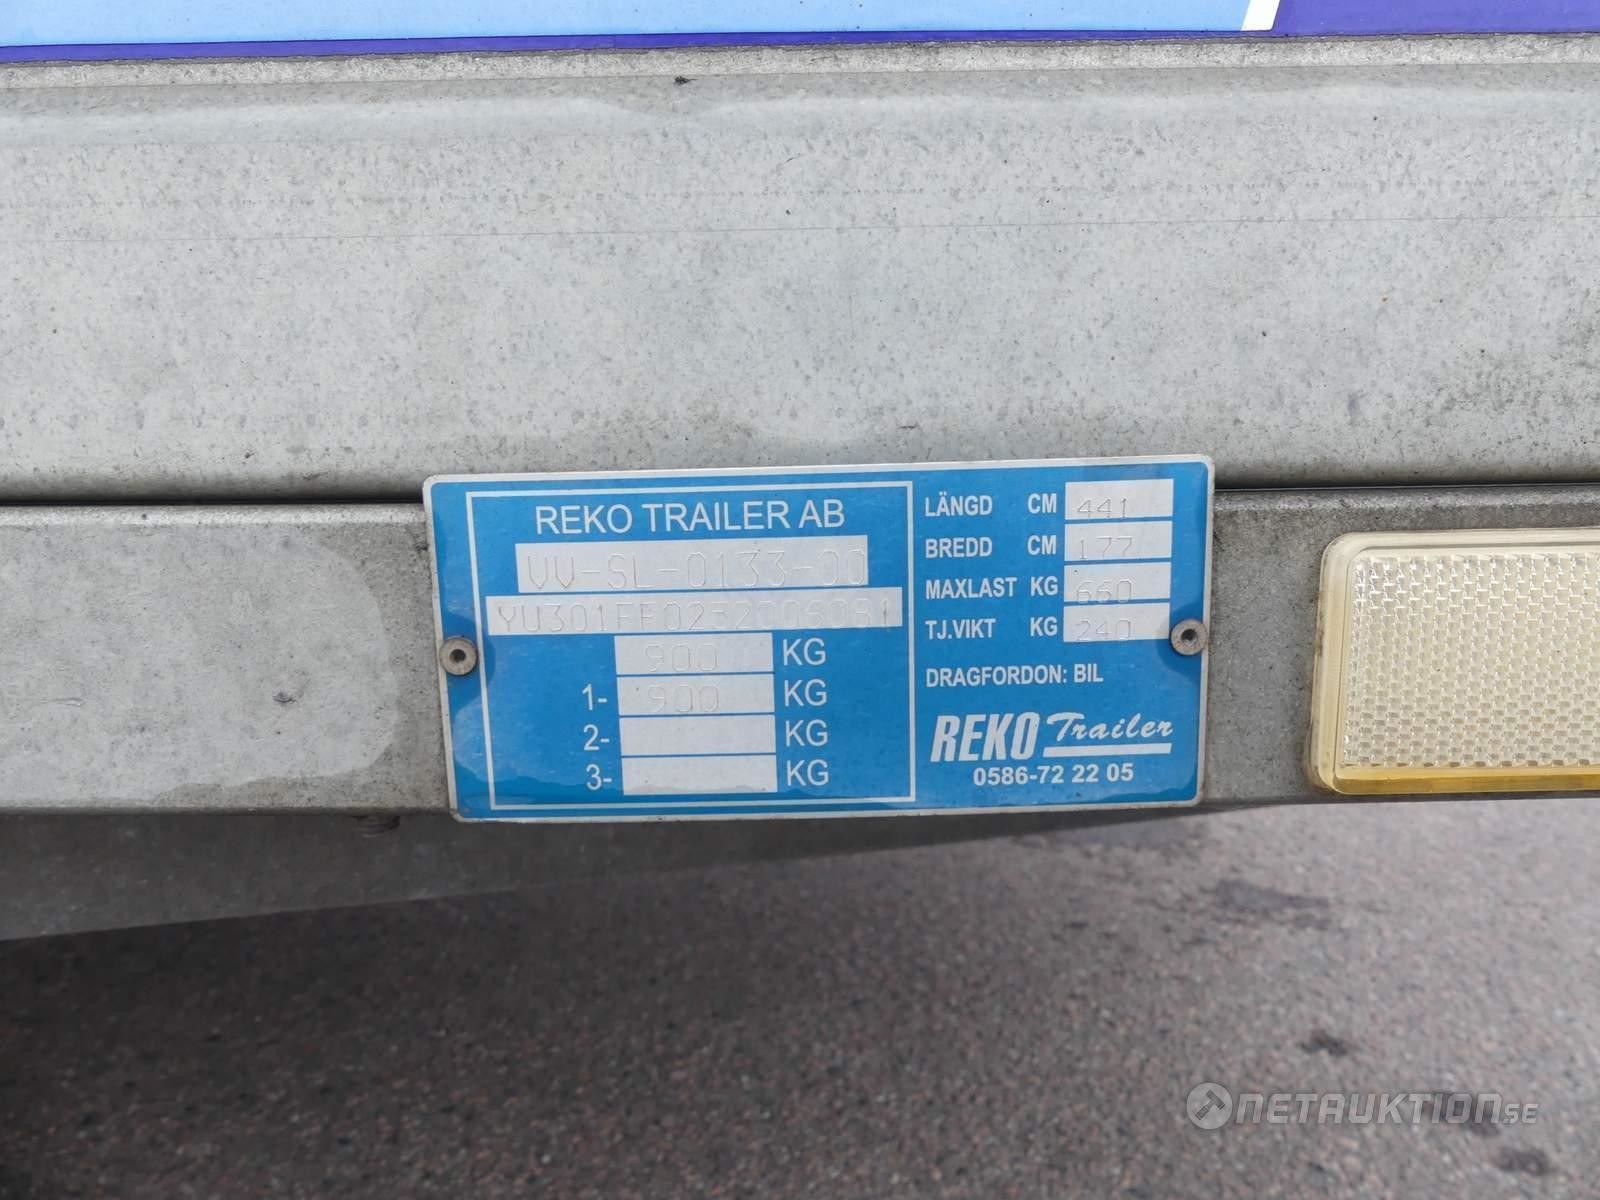 REKO TRAILER AB
VV-SL-0133-00
YU301FF0252006091
900 KG
1- 900 KG
2- KG
3- KG
LÄNGD CM 441
BREDD CM 177
MAXLAST KG 660
TJ.VIKT KG 240
DRAGFORDON: BIL
REKO Trailer
0586-72 22 05
NETAUKTION.SE